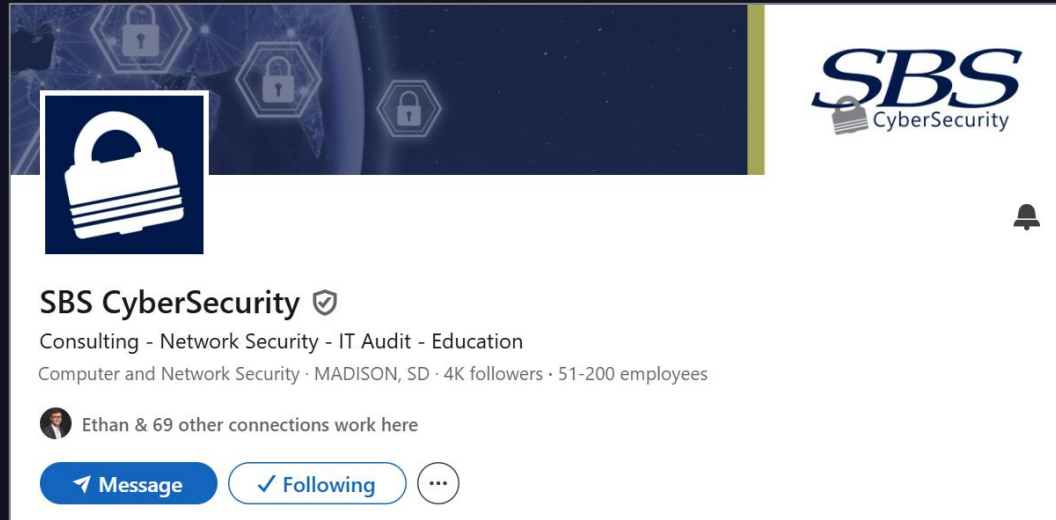 SBS
CyberSecurity
SBS CyberSecurity
Consulting - Network Security - IT Audit - Education
Computer and Network Security · MADISON, SD · 4K followers · 51-200 employees
Ethan & 69 other connections work here
Message
Following